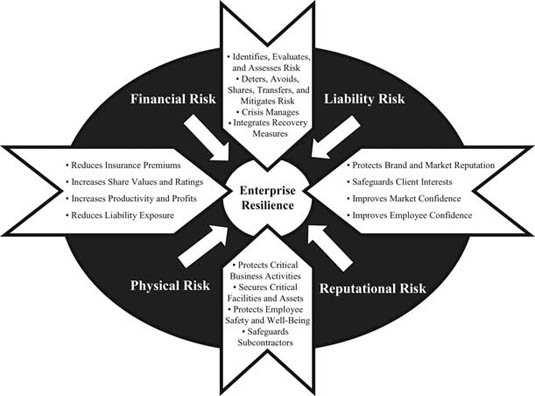 • Identifies, Evaluates,
and Assesses Risk
• Deters, Avoids,
Shares, Transfers, and
Mitigates Risk
• Crisis Manages
• Integrates Recovery
Measures
Financial Risk
Liability Risk
• Reduces Insurance Premiums
• Increases Share Values and Ratings
• Increases Productivity and Profits
• Reduces Liability Exposure
Enterprise
Resilience
• Protects Brand and Market Reputation
• Safeguards Client Interests
• Improves Market Confidence
• Improves Employee Confidence
Physical Risk
Reputational Risk
• Protects Critical
Business Activities
• Secures Critical
Facilities and Assets
• Protects Employee
Safety and Well-Being
• Safeguards
Subcontractors